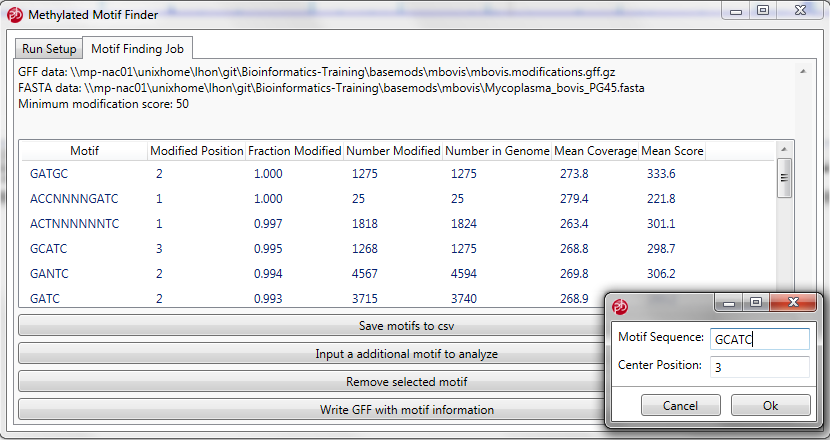 Methylated Motif Finder
Run Setup Motif Finding Job
GFF data: \\mp-nac01\unixhome\lhon\git\Bioinformatics-Training\basemods\mbovis\mbovis.modifications.gff.gz
FASTA data: \\mp-nac01\unixhome\lhon\git\Bioinformatics-Training\basemods\mbovis\Mycoplasma_bovis_PG45.fasta
Minimum modification score: 50
Motif Modified Position Fraction Modified Number Modified Number in Genome Mean Coverage Mean Score
GATGC 2 1.000 1275 1275 273.8 333.6
ACCNNNNGATC 1 1.000 25 25 279.4 221.8
ACTNNNNNNTC 1 0.997 1818 1824 263.4 301.1
GCATC 3 0.995 1268 1275 268.8 298.7
GANTC 2 0.994 4567 4594 269.8 306.2
GATC 2 0.993 3715 3740 268.9
Save motifs to csv
Input a additional motif to analyze
Remove selected motif
Write GFF with motif information
Motif Sequence: GCATC
Center Position: 3
Cancel Ok